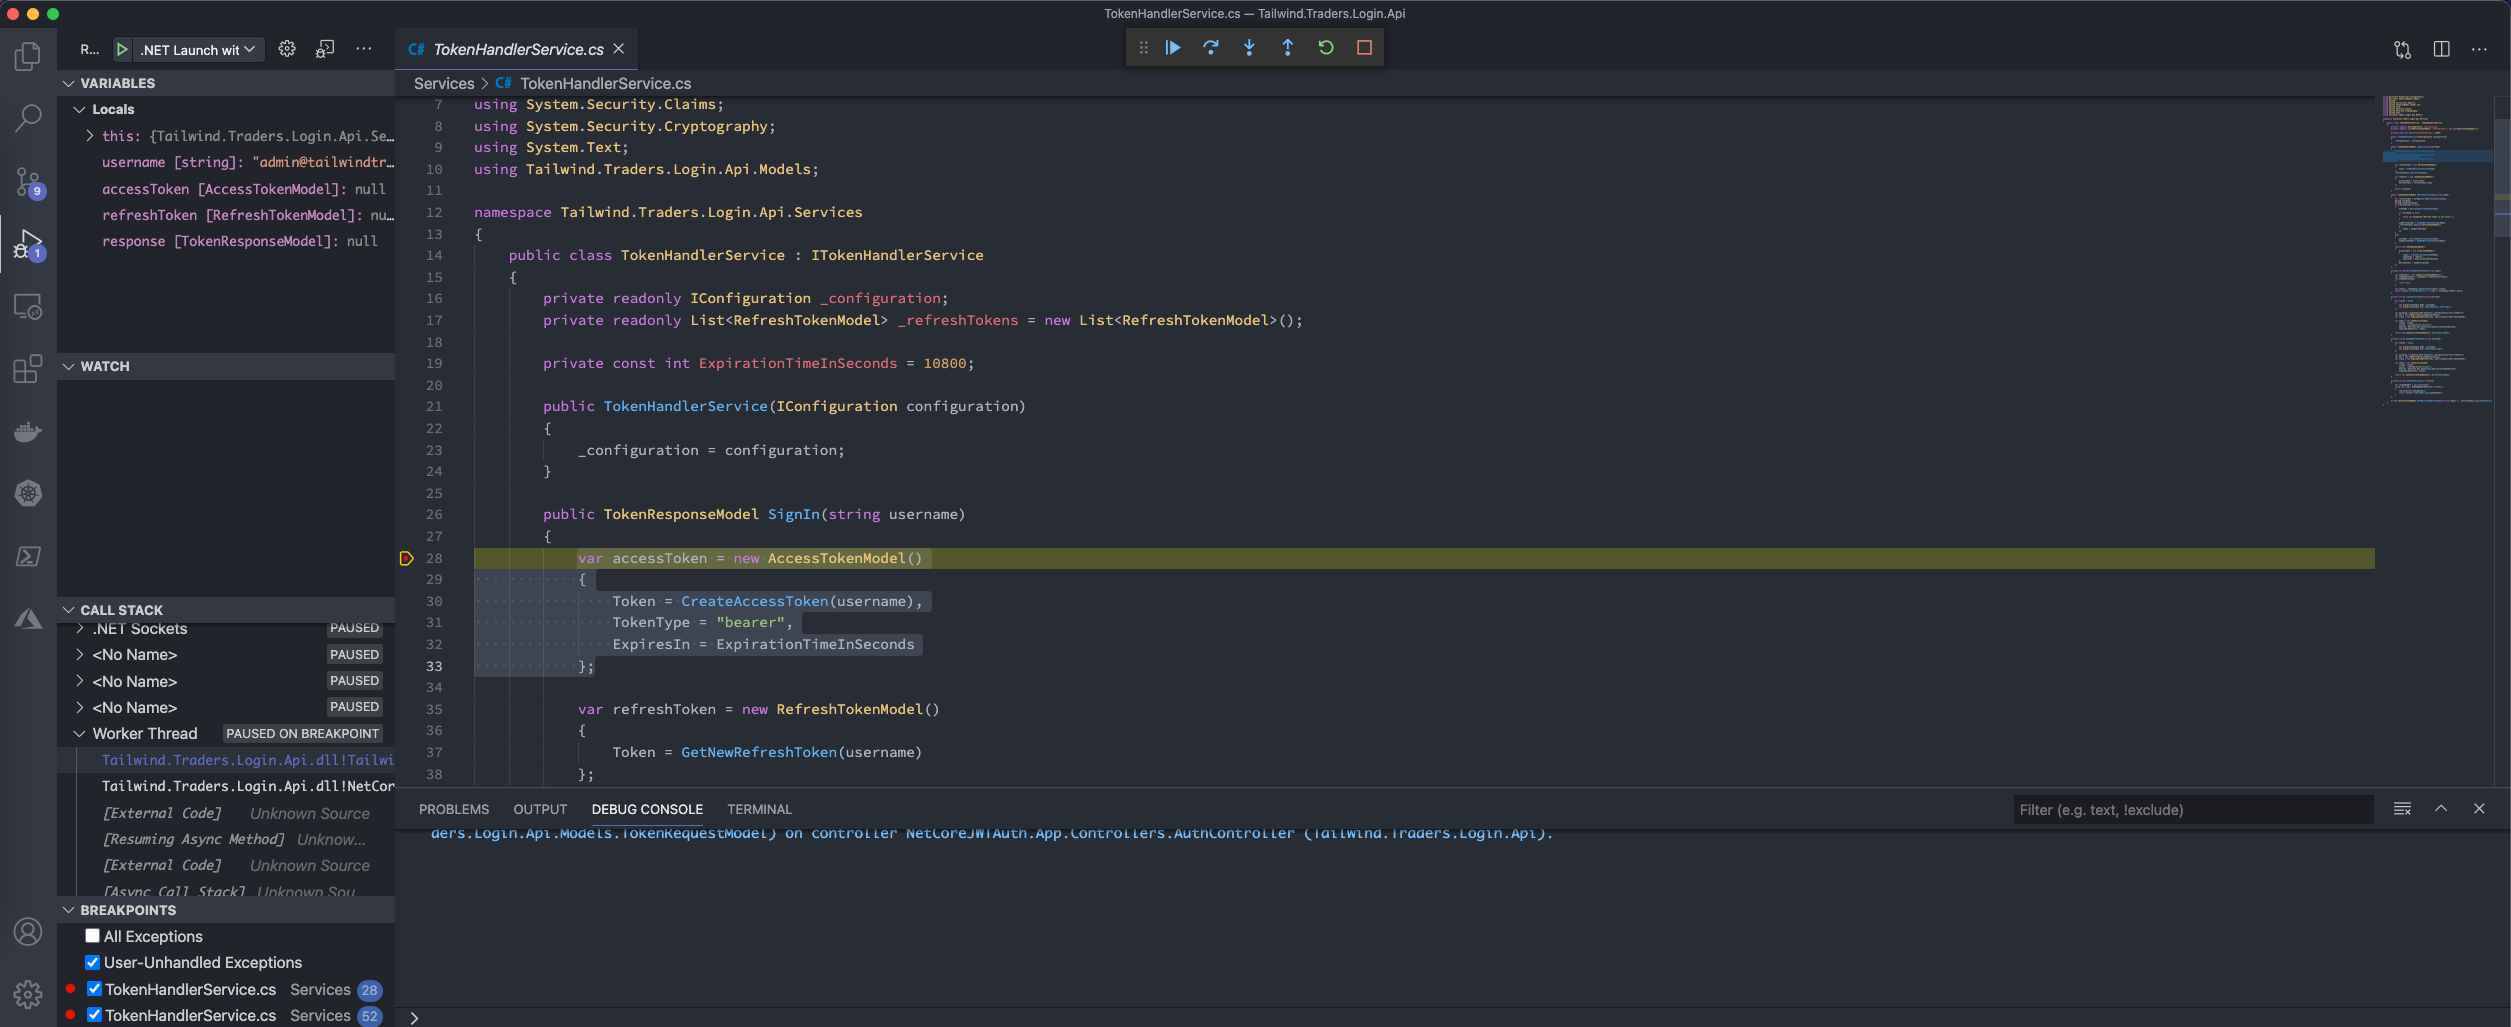 TokenHandlerService.cs — Tailwind.Traders.Login.Api
R...
.NET Launch wit
VARIABLES
Locals
this: {Tailwind.Traders.Login.Api.Se…
username [string]: "admin@tailwindtr…
accessToken [AccessTokenModel]: null
refreshToken [RefreshTokenModel]: nu…
response [TokenResponseModel]: null
9
1
WATCH
CALL STACK
.NET Sockets PAUSED
<No Name> PAUSED
<No Name> PAUSED
<No Name> PAUSED
Worker Thread PAUSED ON BREAKPOINT
Tailwind.Traders.Login.Api.dll!Tailwi
Tailwind.Traders.Login.Api.dll!NetCor
[External Code] Unknown Source
[Resuming Async Method] Unknow...
[External Code] Unknown Source
[Async Call Stack] Unknown Sou
BREAKPOINTS
All Exceptions
User-Unhandled Exceptions
TokenHandlerService.cs Services 28
TokenHandlerService.cs Services 52
C# TokenHandlerService.cs
Services > C# TokenHandlerService.cs
7 using System.Security.Claims;
8 using System.Security.Cryptography;
9 using System.Text;
10 using Tailwind.Traders.Login.Api.Models;
11
12 namespace Tailwind.Traders.Login.Api.Services
13 {
14 public class TokenHandlerService : ITokenHandlerService
15 {
16 private readonly IConfiguration _configuration;
17 private readonly List<RefreshTokenModel> _refreshTokens = new List<RefreshTokenModel>();
18
19 private const int ExpirationTimeInSeconds = 10800;
20
21 public TokenHandlerService(IConfiguration configuration)
22 {
23 _configuration = configuration;
24 }
25
26 public TokenResponseModel SignIn(string username)
27 {
28 var accessToken = new AccessTokenModel()
29 {
30 Token = CreateAccessToken(username),
31 TokenType = "bearer",
32 ExpiresIn = ExpirationTimeInSeconds
33 };
34
35 var refreshToken = new RefreshTokenModel()
36 {
37 Token = GetNewRefreshToken(username)
38 };
PROBLEMS OUTPUT DEBUG CONSOLE TERMINAL
Filter (e.g. text, !exclude)
ders.Login.Api.Models.TokenRequestModel) on controller NetCoreJWTAuth.App.Controllers.AuthController (Tailwind.Traders.Login.Api).